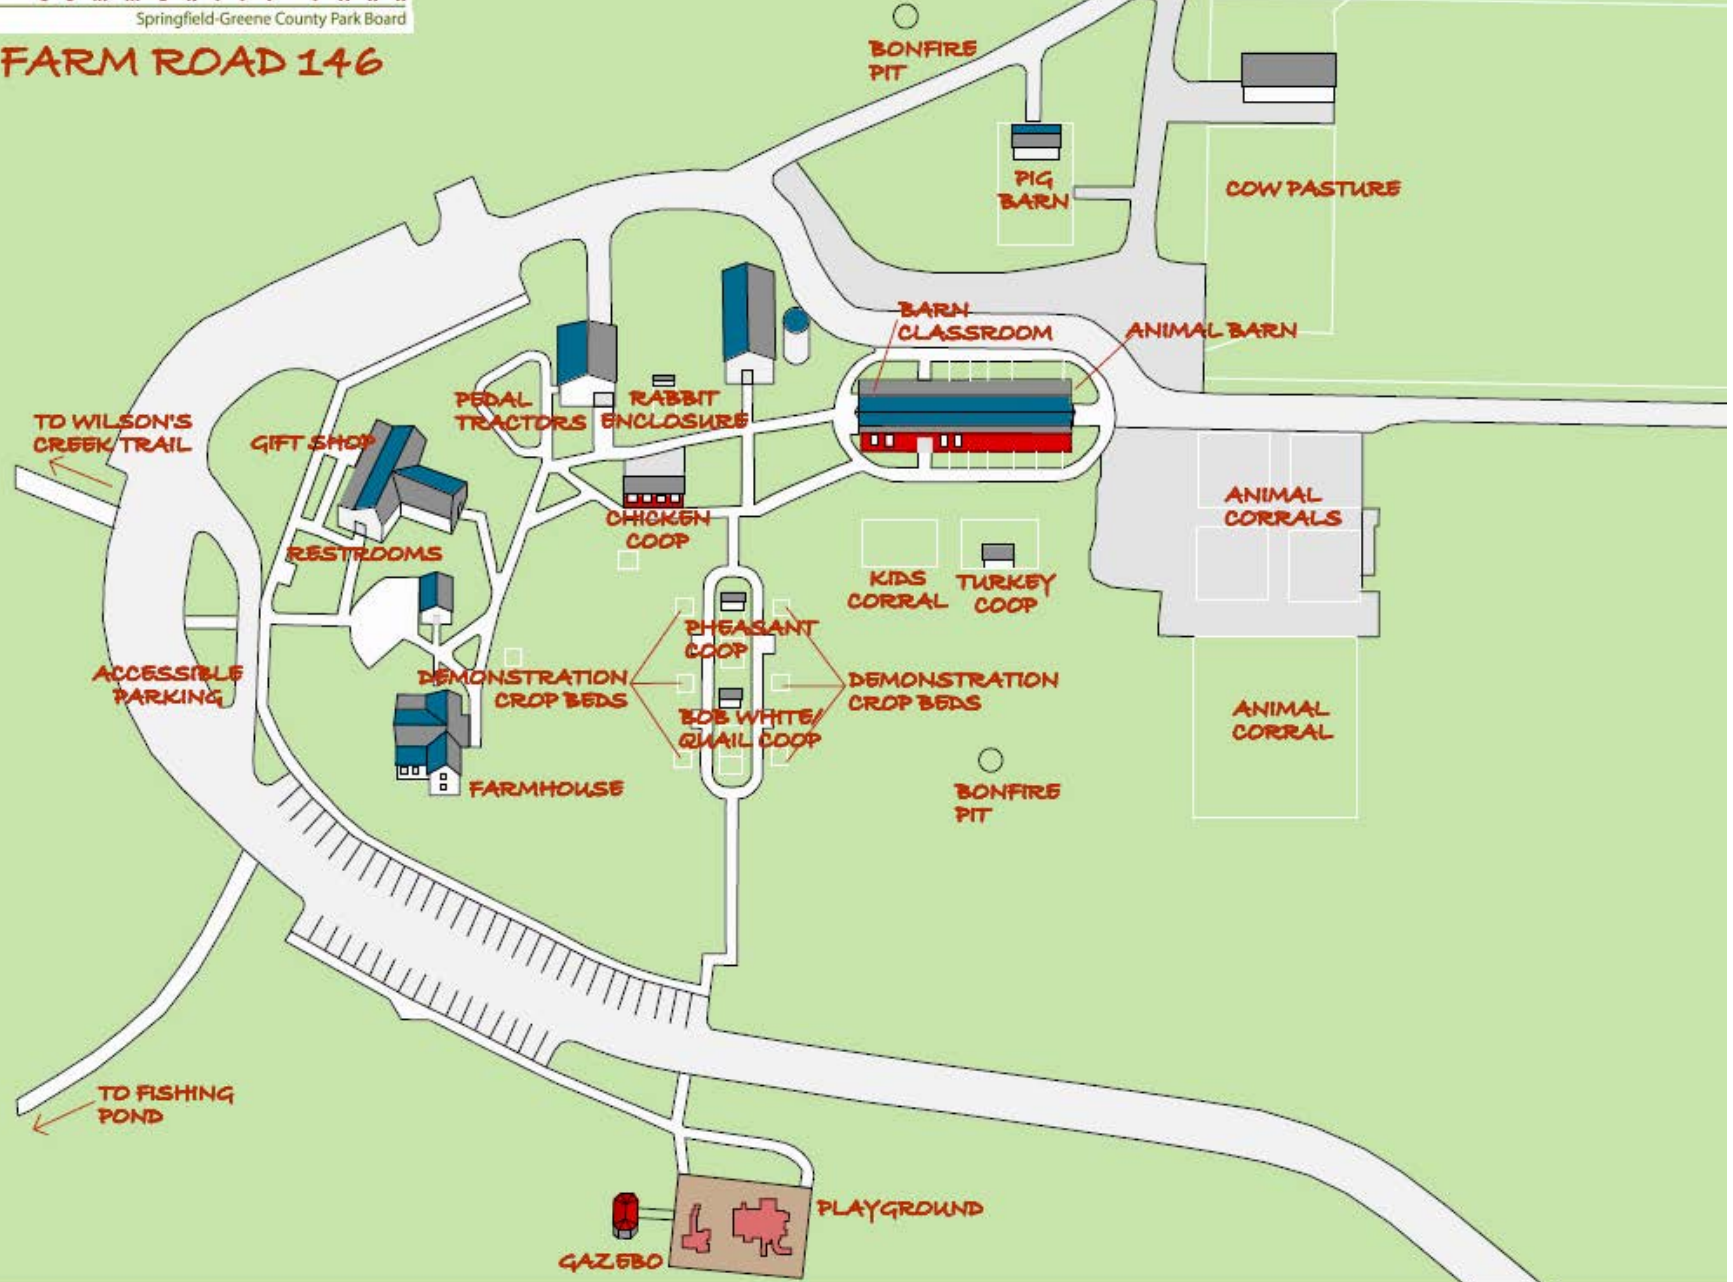 Springfield-Greene County Park Board
FARM ROAD 146
BONFIRE
PIT
PIG
BARN
COW PASTURE
BARN
CLASSROOM
ANIMAL BARN
PEDAL
TRACTORS
RABBIT
ENCLOSURE
TO WILSON'S
CREEK TRAIL
GIFT SHOP
RESTROOMS
CHICKEN
COOP
ANIMAL
CORRALS
KIDS
CORRAL
TURKEY
COOP
PHEASANT
COOP
ACCESSIBLE
PARKING
DEMONSTRATION
CROP BEDS
DEMONSTRATION
CROP BEDS
BOB WHITE/
QUAIL COOP
ANIMAL
CORRAL
FARMHOUSE
BONFIRE
PIT
TO FISHING
POND
PLAYGROUND
GAZEBO